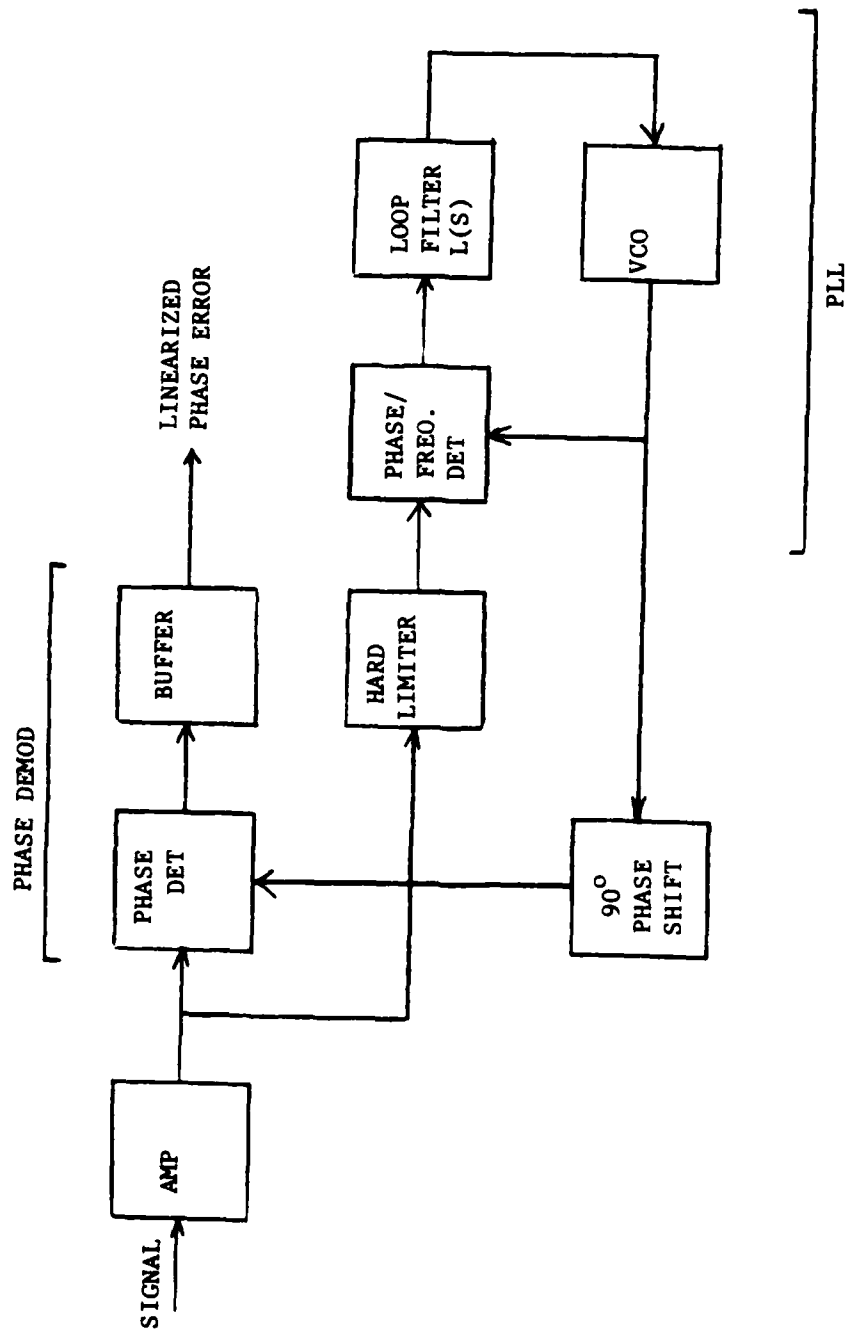 PHASE DEMOD
SIGNAL
AMP
PHASE
DET
BUFFER
LINEARIZED
PHASE ERROR
HARD
LIMITER
PHASE/
FREO.
DET
LOOP
FILTER
L(S)
90° 
PHASE
SHIFT
VCO
PLL